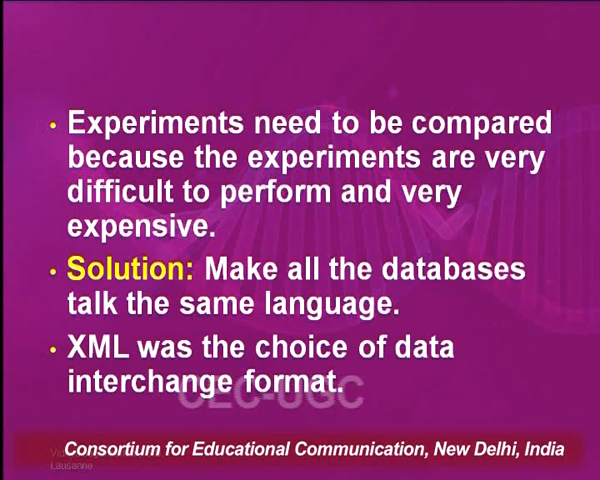 • Experiments need to be compared
because the experiments are very
difficult to perform and very
expensive.
• Solution: Make all the databases
talk the same language.
• XML was the choice of data
interchange format.
CEC-UGC
Consortium for Educational Communication, New Delhi, India
Lausanne